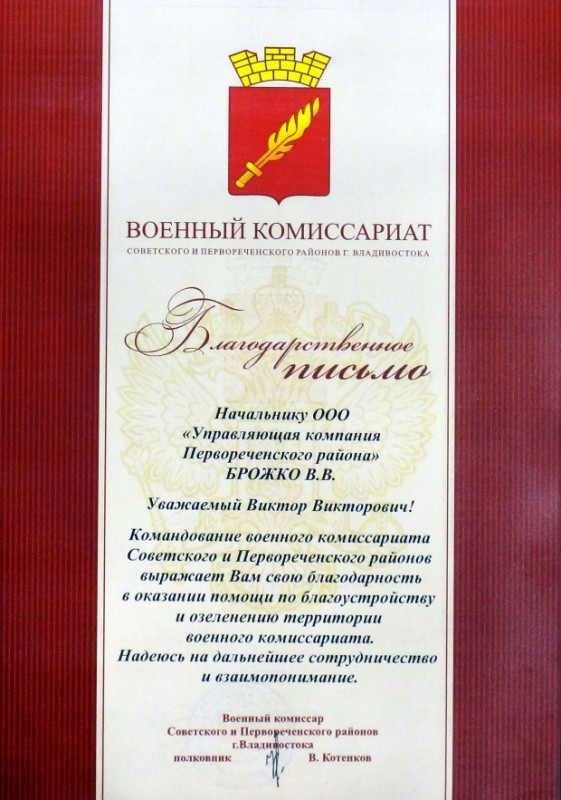 ВОЕННЫЙ КОМИССАРИАТ
СОВЕТСКОГО И ПЕРВОРЕЧЕНСКОГО РАЙОНОВ Г. ВЛАДИВОСТОКА
Благодарственное
письмо
Начальнику ООО
«Управляющая компания
Первореченского района»
БРОЖКО В.В.
Уважаемый Виктор Викторович!
Командование военного комиссариата
Советского и Первореченского районов
выражает Вам свою благодарность
в оказании помощи по благоустройству
и озеленению территории
военного комиссариата.
Надеюсь на дальнейшее сотрудничество
и взаимопонимание.
Военный комиссар
Советского и Первореченского районов
г.Владивостока
полковник В. Котенков